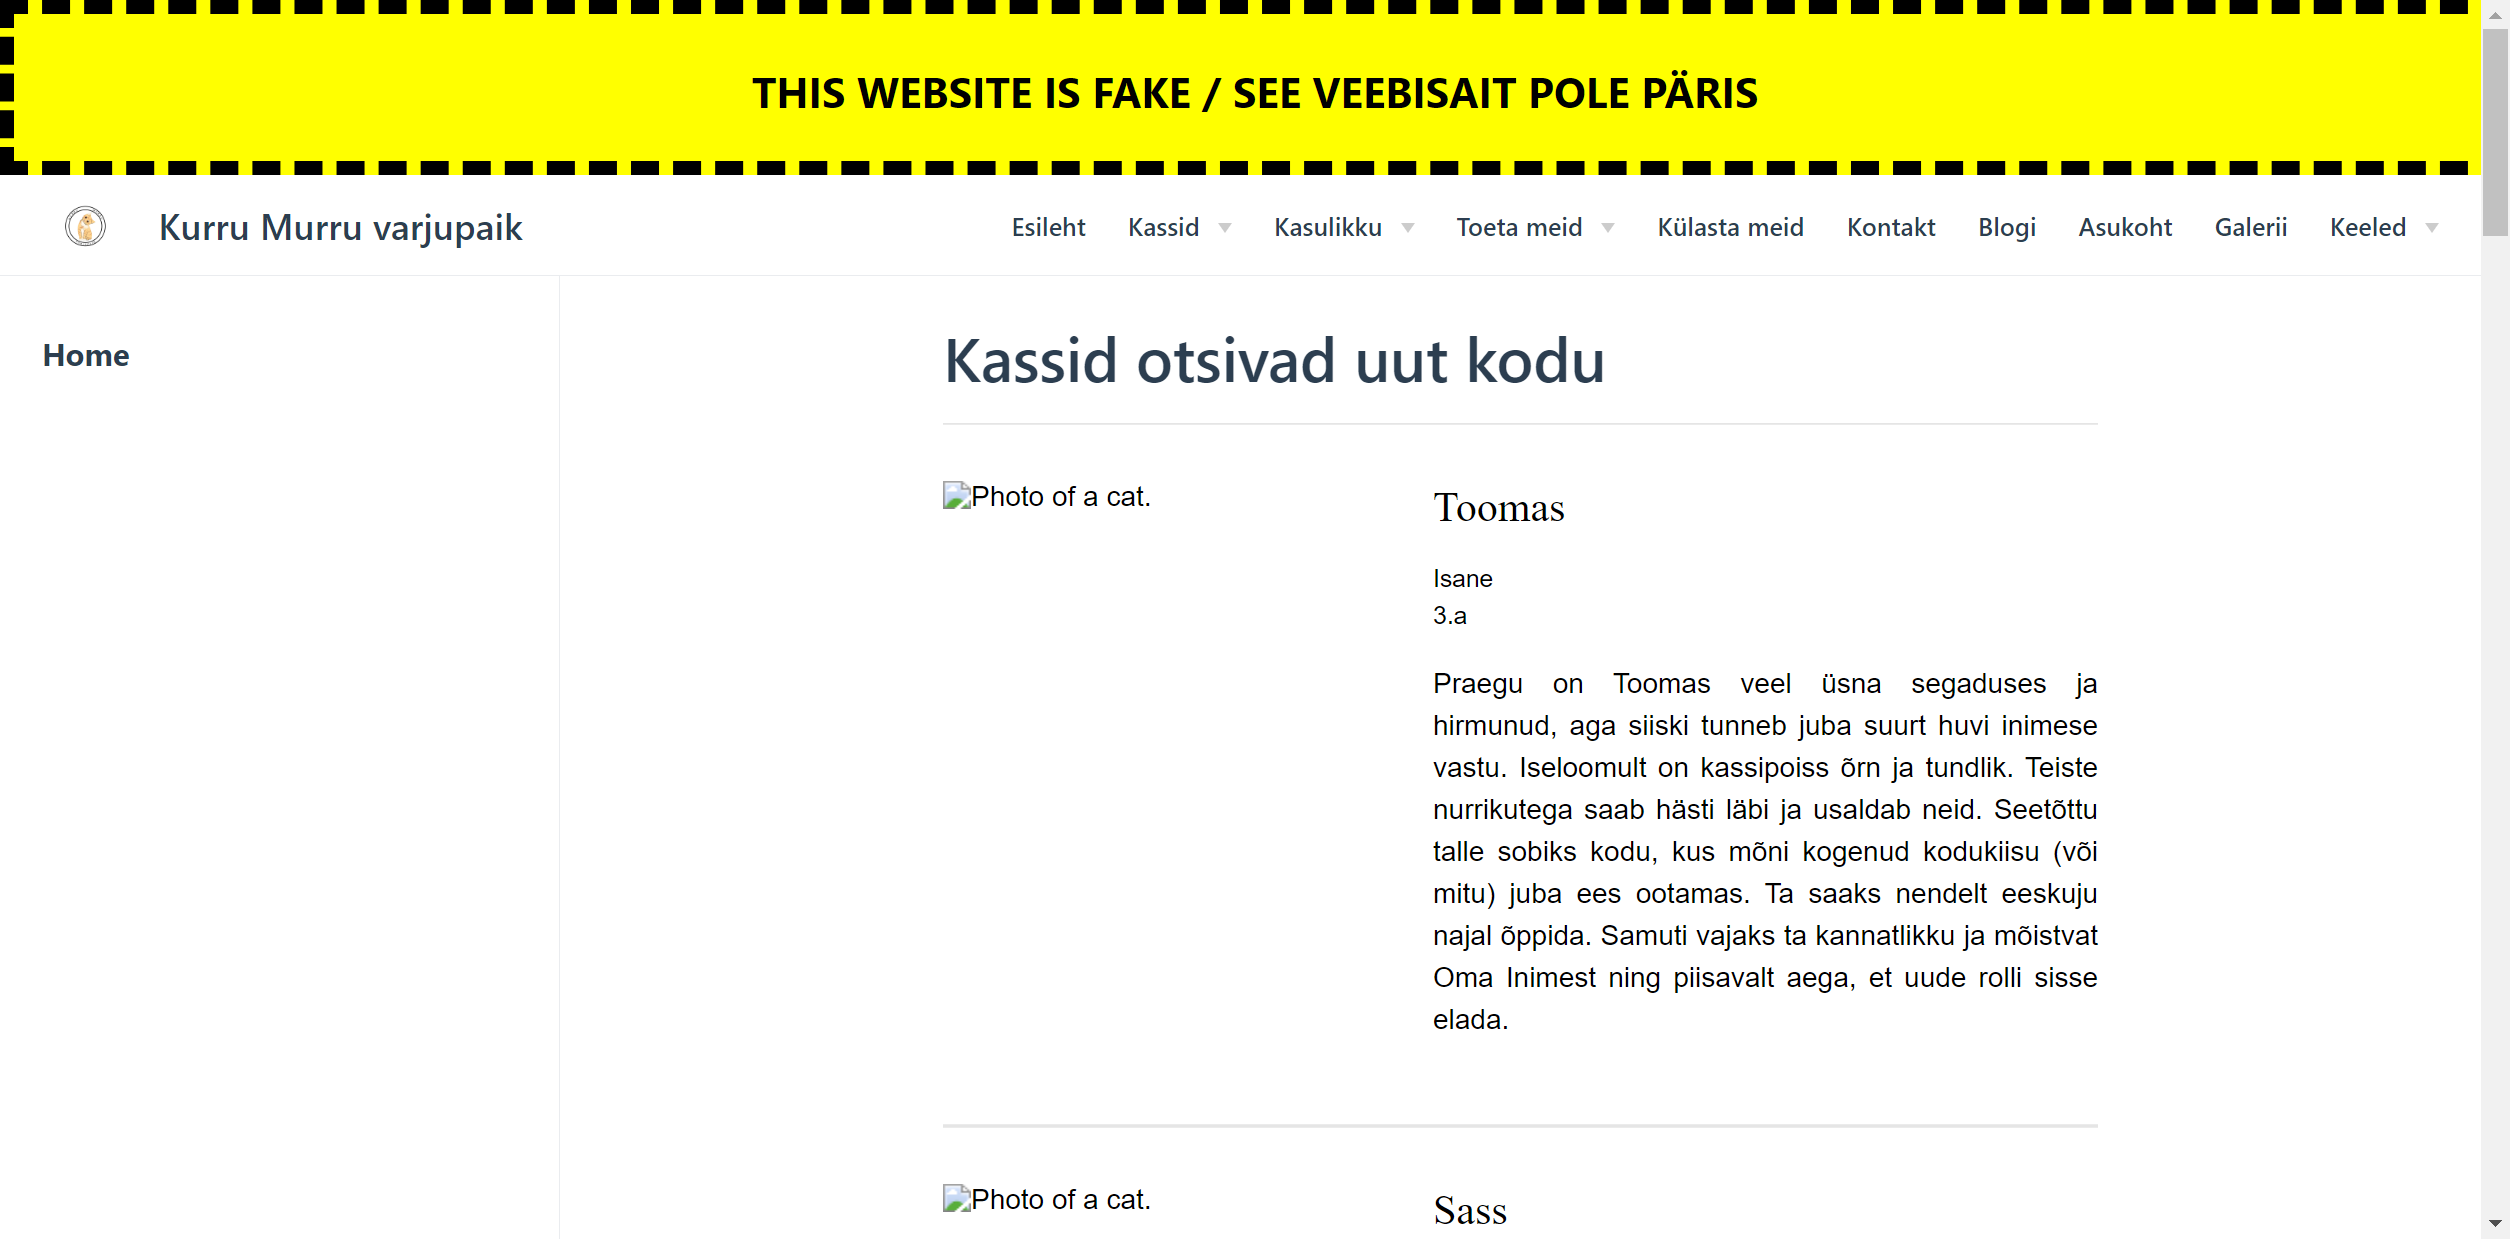 THIS WEBSITE IS FAKE / SEE VEEBISAIT POLE PÄRIS
Kurru Murru varjupaik
Esileht Kassid Kasulikku Toeta meid Külasta meid Kontakt Blogi Asukoht Galerii Keeled
Home
Kassid otsivad uut kodu
Photo of a cat.
Toomas
Isane
3.a
Praegu on Toomas veel üsna segaduses ja
hirmunud, aga siiski tunneb juba suurt huvi inimese
vastu. Iseloomult on kassipoiss õrn ja tundlik. Teiste
nurrikutega saab hästi läbi ja usaldab neid. Seetõttu
talle sobiks kodu, kus mõni kogenud kodukiisu (või
mitu) juba ees ootamas. Ta saaks nendelt eeskuju
najal õppida. Samuti vajaks ta kannatlikku ja mõistvat
Oma Inimest ning piisavalt aega, et uude rolli sisse
elada.
Photo of a cat.
Sass